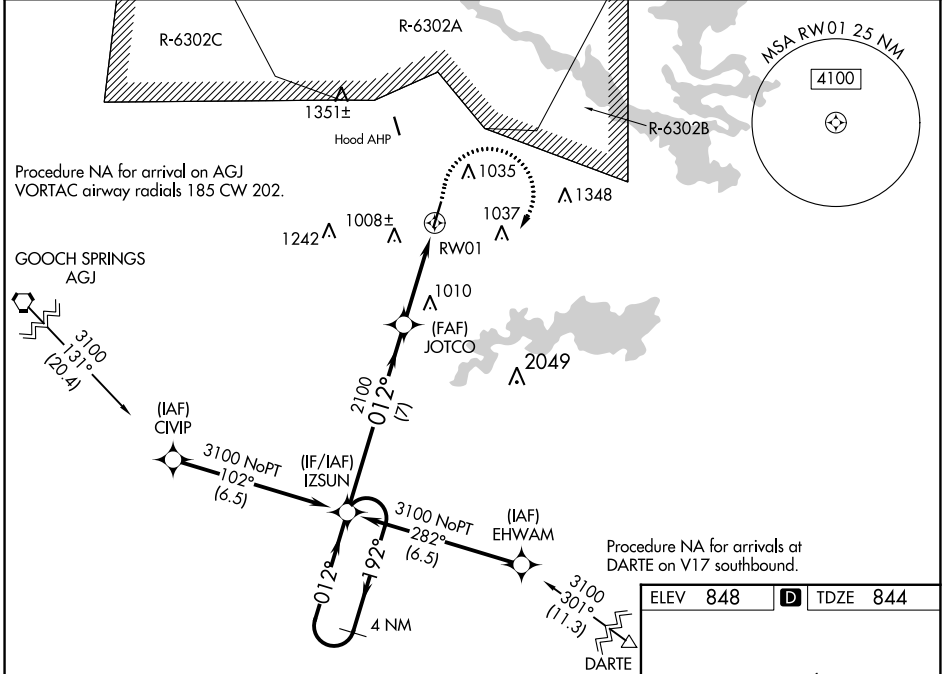 R-6302C
R-6302A
MSA RW01 25 NM
4100
1351±
Hood AHP
R-6302B
Procedure NA for arrival on AGJ
VORTAC airway radials 185 CW 202.
1035
1348
1008±
1037
1242
RW01
GOOCH SPRINGS
AGJ
1010
(FAF)
JOTCO
3100
131°
(20.4)
2049
2100
012°
(7)
(IAF)
CIVIP
3100 NoPT
102°
(6.5)
(IF/IAF)
IZSUN
3100 NoPT
282°
(6.5)
(IAF)
EHWAM
Procedure NA for arrivals at
DARTE on V17 southbound.
012°
192°
4 NM
3100
301°
(11.3)
DARTE
ELEV 848 D TDZE 844